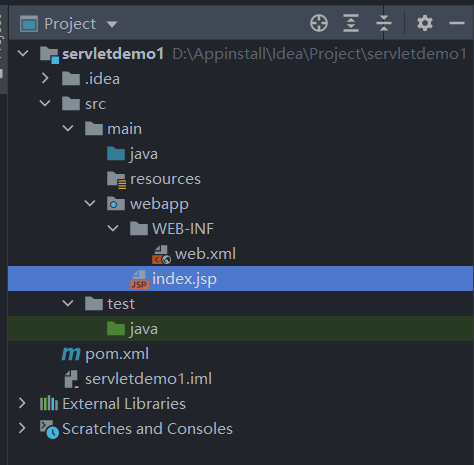 Project
servletdemo1 D:\Appinstall\Idea\Project\servletdemo1
.idea
src
main
java
resources
webapp
WEB-INF
web.xml
JSP index.jsp
test
java
m pom.xml
servletdemo1.iml
External Libraries
Scratches and Consoles